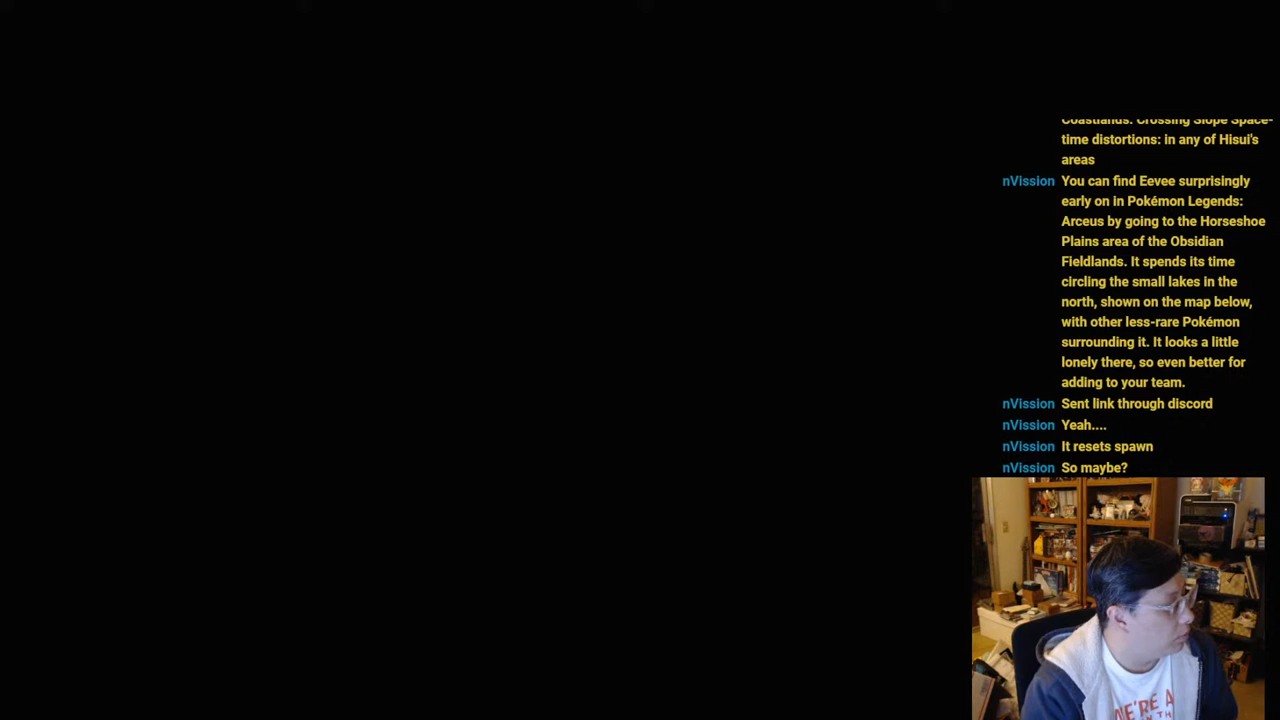 Coastlands: Crossing Slope Space-
time distortions: in any of Hisui's
areas
nVission You can find Eevee surprisingly
early on in Pokémon Legends:
Arceus by going to the Horseshoe
Plains area of the Obsidian
Fieldlands. It spends its time
circling the small lakes in the
north, shown on the map below,
with other less-rare Pokémon
surrounding it. It looks a little
lonely there, so even better for
adding to your team.
nVission Sent link through discord
nVission Yeah....
nVission It resets spawn
nVission So maybe?